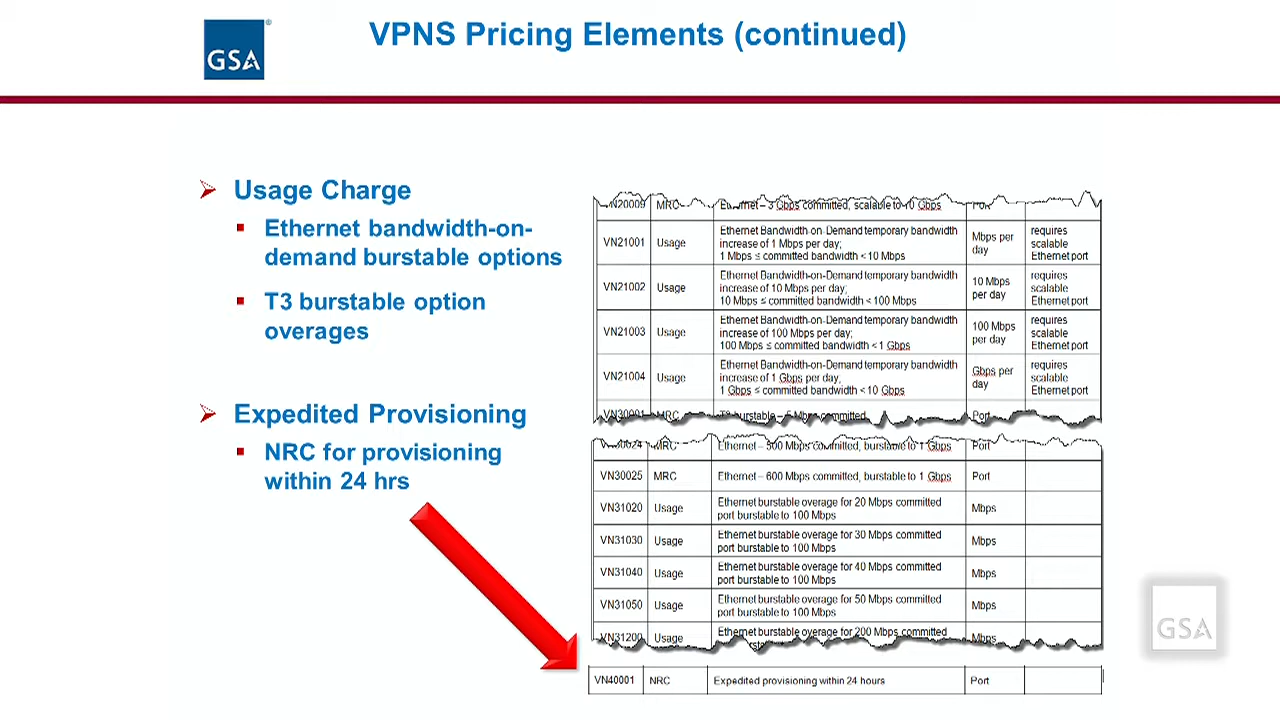 VPNS Pricing Elements (continued)
GSA
Usage Charge
Ethernet bandwidth-on-
demand burstable options
T3 burstable option
overages
Expedited Provisioning
NRC for provisioning
within 24 hrs
VN20009 MRC Ethernet – 3 Gbps committed, scalable to 10 Gbps Port
VN21001 Usage Ethernet Bandwidth-on-Demand temporary bandwidth
increase of 1 Mbps per day;
1 Mbps ≤ committed bandwidth < 10 Mbps
Mbps per
day
requires
scalable
Ethernet port
VN21002 Usage Ethernet Bandwidth-on-Demand temporary bandwidth
increase of 10 Mbps per day;
10 Mbps ≤ committed bandwidth < 100 Mbps
10 Mbps
per day
requires
scalable
Ethernet port
VN21003 Usage Ethernet Bandwidth-on-Demand temporary bandwidth
increase of 100 Mbps per day;
100 Mbps ≤ committed bandwidth < 1 Gbps
100 Mbps
per day
requires
scalable
Ethernet port
VN21004 Usage Ethernet Bandwidth-on-Demand temporary bandwidth
increase of 1 Gbps per day,
1 Gbps ≤ committed bandwidth < 10 Gbps
Gbps per
day
requires
scalable
Ethernet port
VN30001 MRC T3 burstable – 5 Mbps committed Port
VN30024 MRC Ethernet – 500 Mbps committed, burstable to 1 Gbps Port
VN30025 MRC Ethernet – 600 Mbps committed, burstable to 1 Gbps Port
VN31020 Usage Ethernet burstable overage for 20 Mbps committed
port burstable to 100 Mbps
Mbps
VN31030 Usage Ethernet burstable overage for 30 Mbps committed
port burstable to 100 Mbps
Mbps
VN31040 Usage Ethernet burstable overage for 40 Mbps committed
port burstable to 100 Mbps
Mbps
VN31050 Usage Ethernet burstable overage for 50 Mbps committed
port burstable to 100 Mbps
Mbps
VN31200 Usage Ethernet burstable overage for 200 Mbps committed
Mbps
VN40001 NRC Expedited provisioning within 24 hours Port
GSA